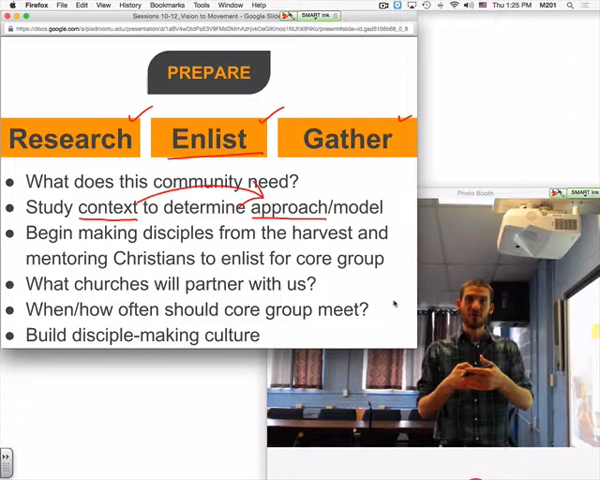 Firefox File Edit View History Bookmarks Tools Window Help Thu 1:25 PM M201
Sessions 10-12_Vision to Movement - Google Slid
SMART Ink
PREPARE
Research Enlist Gather
• What does this community need?
• Study context to determine approach/model
• Begin making disciples from the harvest and
mentoring Christians to enlist for core group
• What churches will partner with us?
• When/how often should core group meet?
• Build disciple-making culture
Photo Booth
SMART Ink